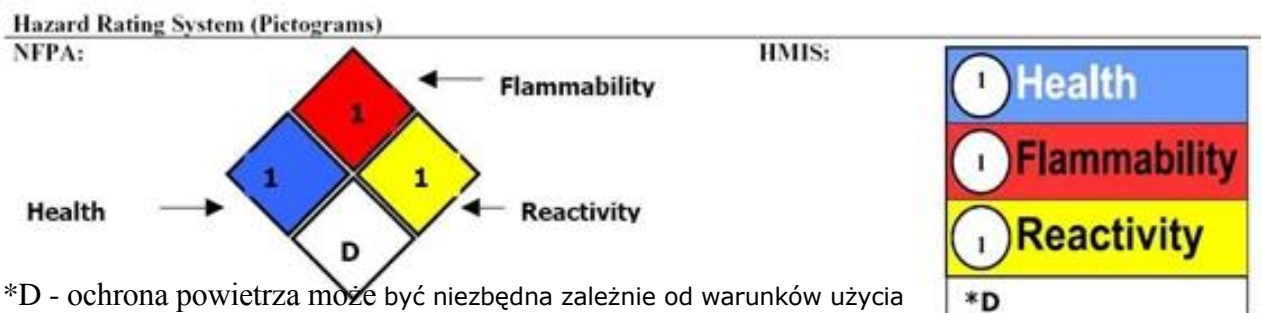 Hazard Rating System (Pictograms)
NFPA:
HMIS:
1
Flammability
1
1
Health
Reactivity
D
1 Health
1 Flammability
1 Reactivity
*D
*D - ochrona powietrza może być niezbędna zależnie od warunków użycia